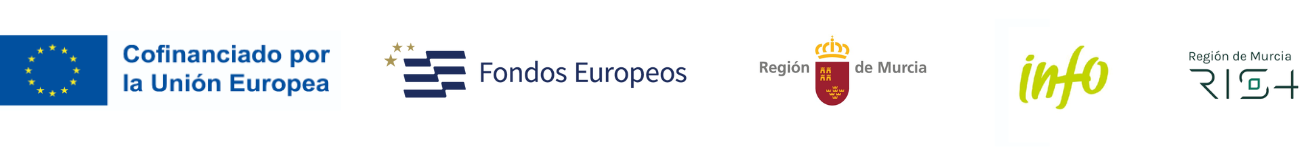 Cofinanciado por
la Unión Europea
Fondos Europeos
Región de Murcia
info
Región de Murcia
RIS4